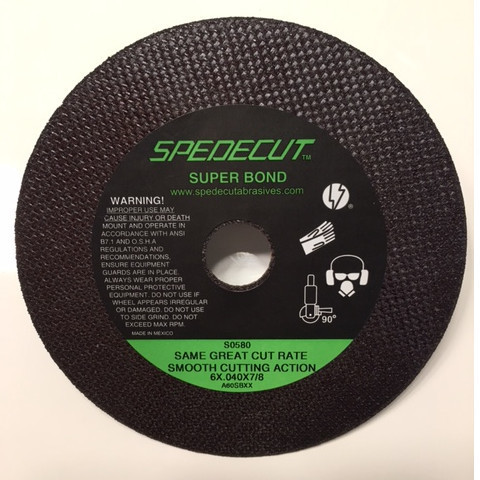 SPEDECUT™
SUPER BOND
www.spedecutabrasives.com
WARNING!
IMPROPER USE MAY
CAUSE INJURY OR DEATH
MOUNT AND OPERATE IN
ACCORDANCE WITH ANSI
B7.1 AND O.S.H.A
REGULATIONS AND
RECOMMENDATIONS,
ENSURE EQUIPMENT
GUARDS ARE IN PLACE.
ALWAYS WEAR PROPER
PERSONAL PROTECTIVE
EQUIPMENT. DO NOT USE IF
WHEEL APPEARS IRREGULAR
OR DAMAGED. DO NOT USE
TO SIDE GRIND. DO NOT
EXCEED MAX RPM.
MADE IN MEXICO
®
90°
S0580
SAME GREAT CUT RATE
SMOOTH CUTTING ACTION
6X.040X7/8
A60SBXX